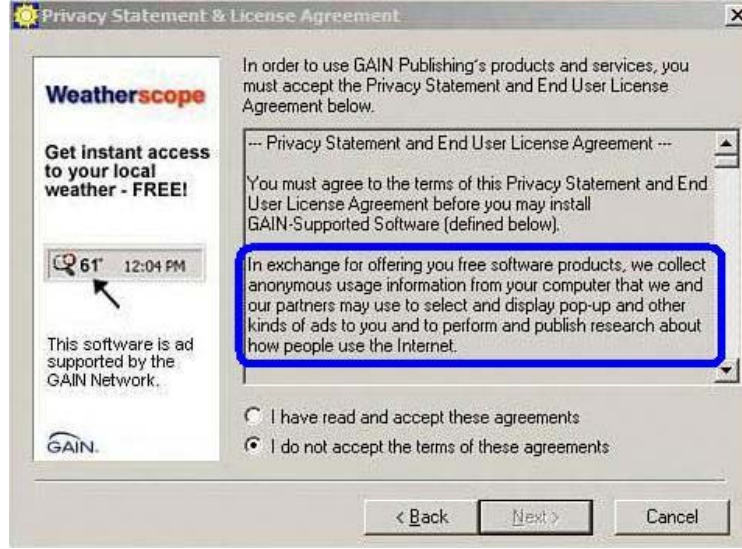 Privacy Statement & License Agreement
Weatherscope
Get instant access
to your local
weather - FREE!
61° 12:04 PM
This software is ad
supported by the
GAIN Network.
GAIN.
In order to use GAIN Publishing's products and services, you
must accept the Privacy Statement and End User License
Agreement below.
--- Privacy Statement and End User License Agreement ---
You must agree to the terms of this Privacy Statement and End
User License Agreement before you may install
GAIN-Supported Software (defined below).
In exchange for offering you free software products, we collect
anonymous usage information from your computer that we and
our partners may use to select and display pop-up and other
kinds of ads to you and to perform and publish research about
how people use the Internet.
I have read and accept these agreements
I do not accept the terms of these agreements
< Back Next > Cancel